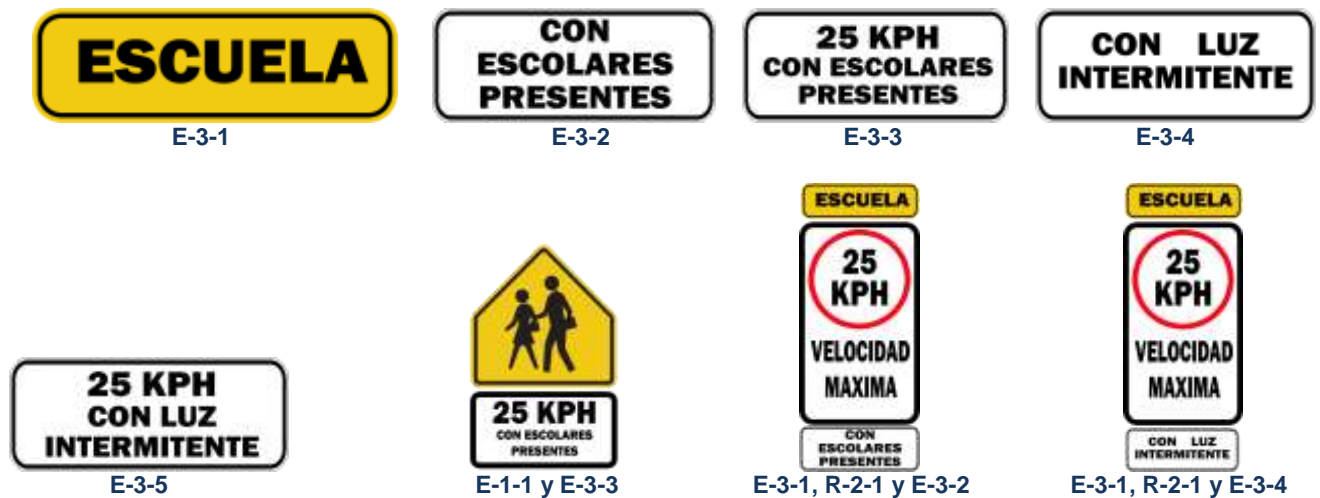 ESCUELA
E-3-1
CON
ESCOLARES
PRESENTES
E-3-2
25 KPH
CON ESCOLARES
PRESENTES
E-3-3
CON LUZ
INTERMITENTE
E-3-4
25 KPH
CON LUZ
INTERMITENTE
E-3-5
25 KPH
CON ESCOLARES
PRESENTES
E-1-1 y E-3-3
ESCUELA
25
KPH
VELOCIDAD
MAXIMA
CON
ESCOLARES
PRESENTES
E-3-1, R-2-1 y E-3-2
ESCUELA
25
KPH
VELOCIDAD
MAXIMA
CON LUZ
INTERMITENTE
E-3-1, R-2-1 y E-3-4